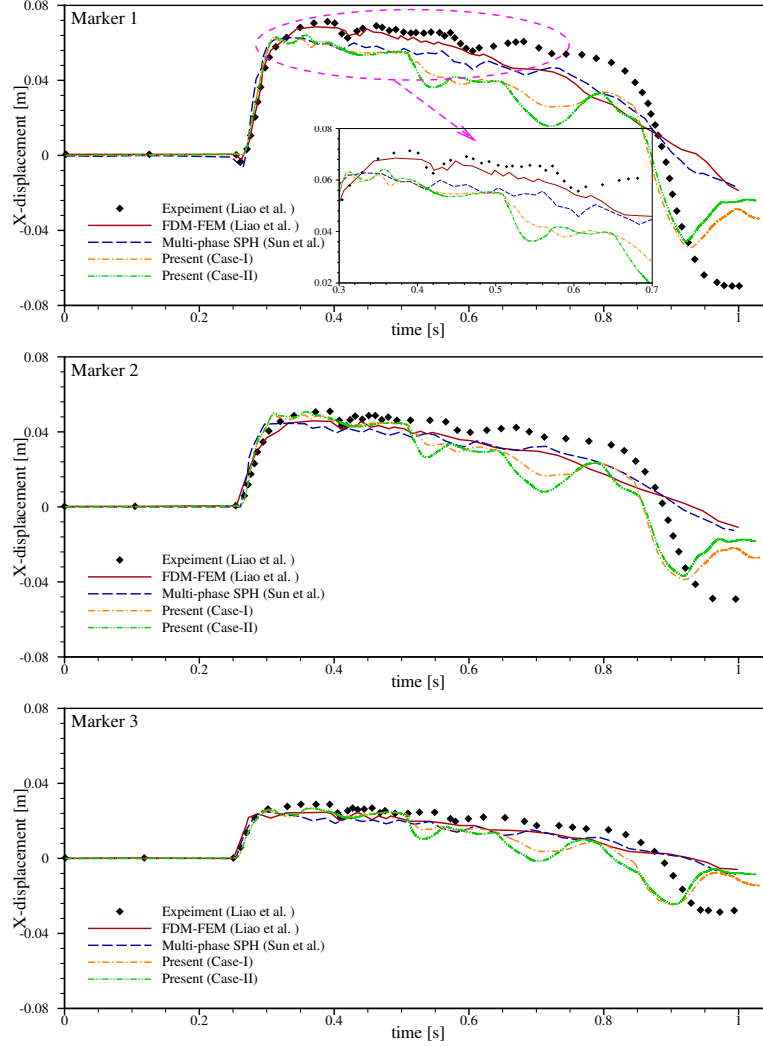 Marker 1
0.08
0.04
0
-0.04
-0.08
X-displacement [m]
Expeiment (Liao et al. )
FDM-FEM (Liao et al. )
Multi-phase SPH (Sun et al.)
Present (Case-I)
Present (Case-II)
0.08
0.06
0.04
0.02
0.3 0.4 0.5 0.6 0.7
0 0.2 0.4 0.6 0.8 1
time [s]
Marker 2
0.08
0.04
0
-0.04
-0.08
X-displacement [m]
Expeiment (Liao et al. )
FDM-FEM (Liao et al. )
Multi-phase SPH (Sun et al.)
Present (Case-I)
Present (Case-II)
0 0.2 0.4 0.6 0.8 1
time [s]
Marker 3
0.08
0.04
0
-0.04
-0.08
X-displacement [m]
Expeiment (Liao et al. )
FDM-FEM (Liao et al. )
Multi-phase SPH (Sun et al.)
Present (Case-I)
Present (Case-II)
0 0.2 0.4 0.6 0.8 1
time [s]